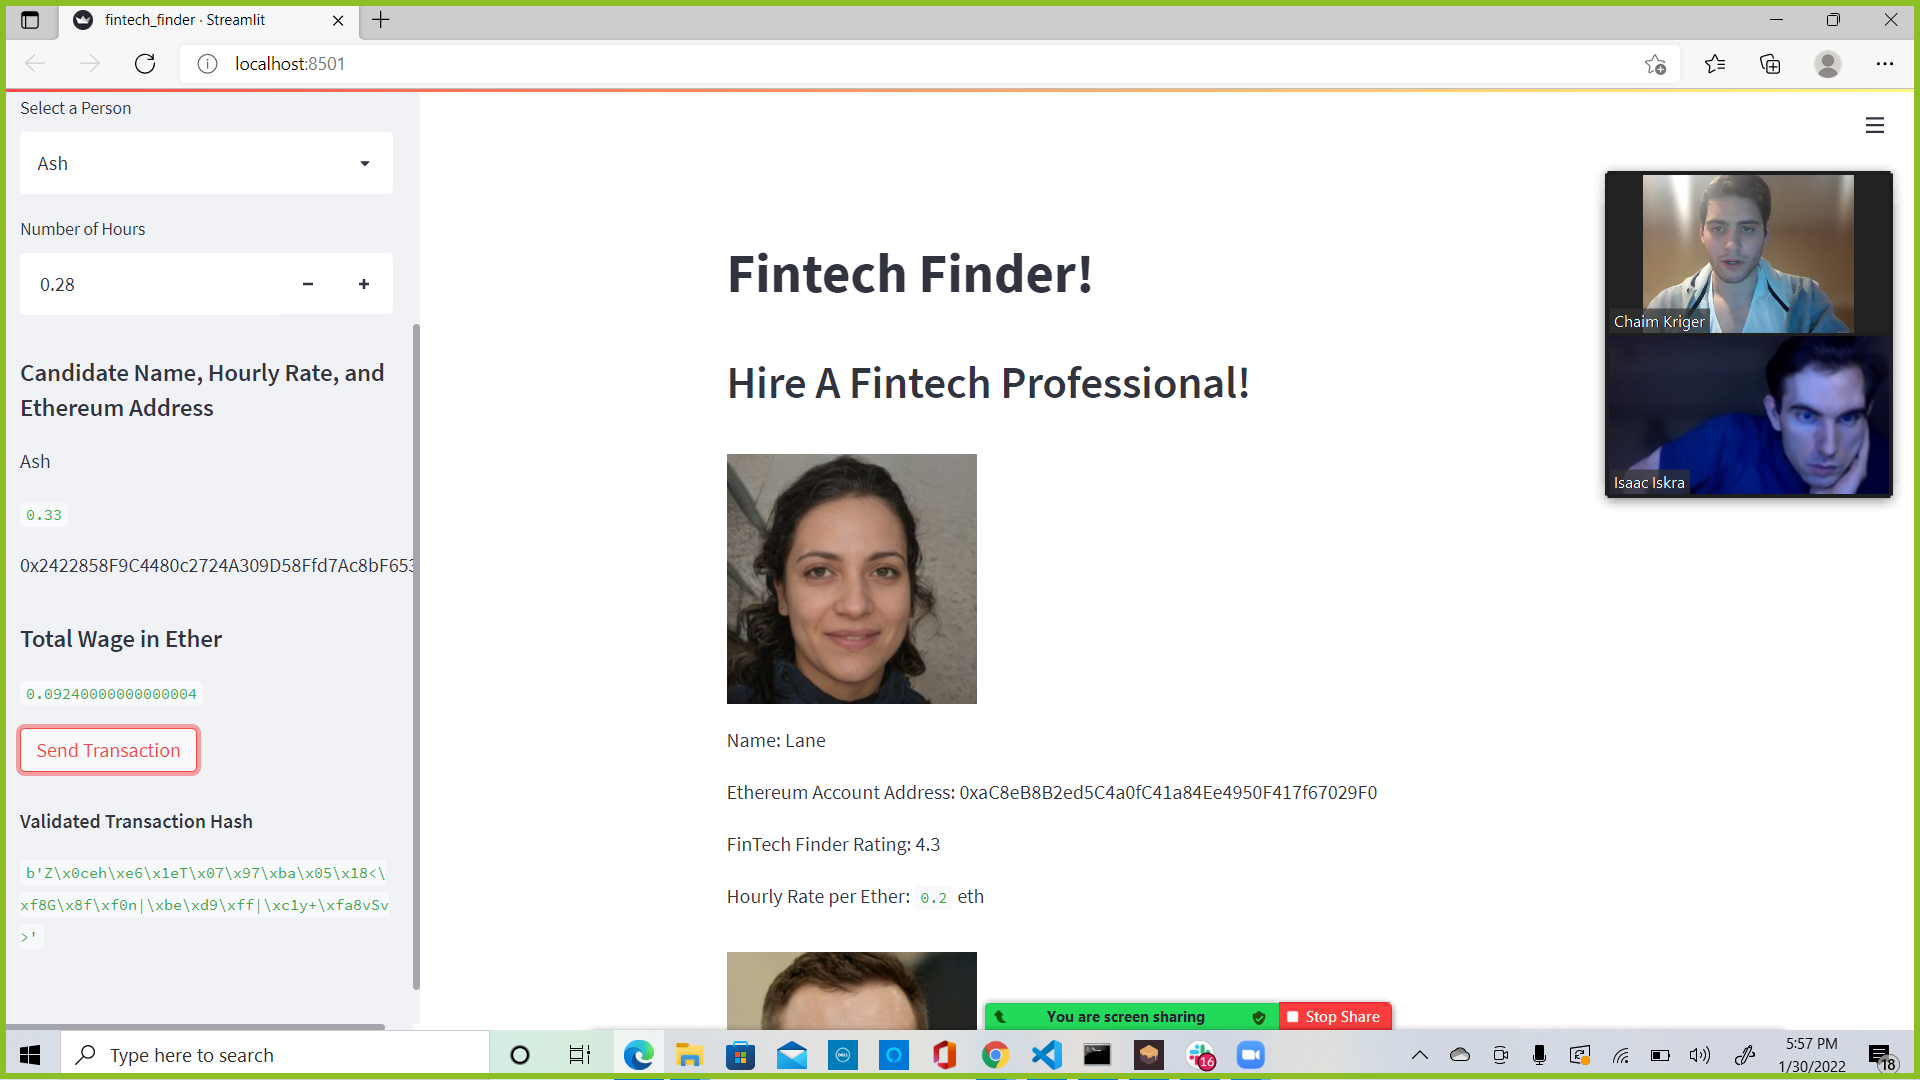 fintech_finder · Streamlit
localhost:8501
Select a Person
Ash
Number of Hours
0.28
Candidate Name, Hourly Rate, and
Ethereum Address
Ash
0.33
0x2422858F9C4480c2724A309D58Ffd7Ac8bF653
Total Wage in Ether
0.09240000000000004
Send Transaction
Validated Transaction Hash
b'Z\x0ceh\xe6\x1eT\x07\x97\xba\x05\x18<\
xf8G\x8f\xf0n|\xbe\xd9\xff|\xc1y+\xfa8vSv
>'
Fintech Finder!
Hire A Fintech Professional!
Name: Lane
Ethereum Account Address: 0xaC8eB8B2ed5C4a0fC41a84Ee4950F417f67029F0
FinTech Finder Rating: 4.3
Hourly Rate per Ether: 0.2 eth
Chaim Kriger
Isaac Iskra
You are screen sharing
Stop Share
Type here to search
DELL
16
5:57 PM
1/30/2022
18